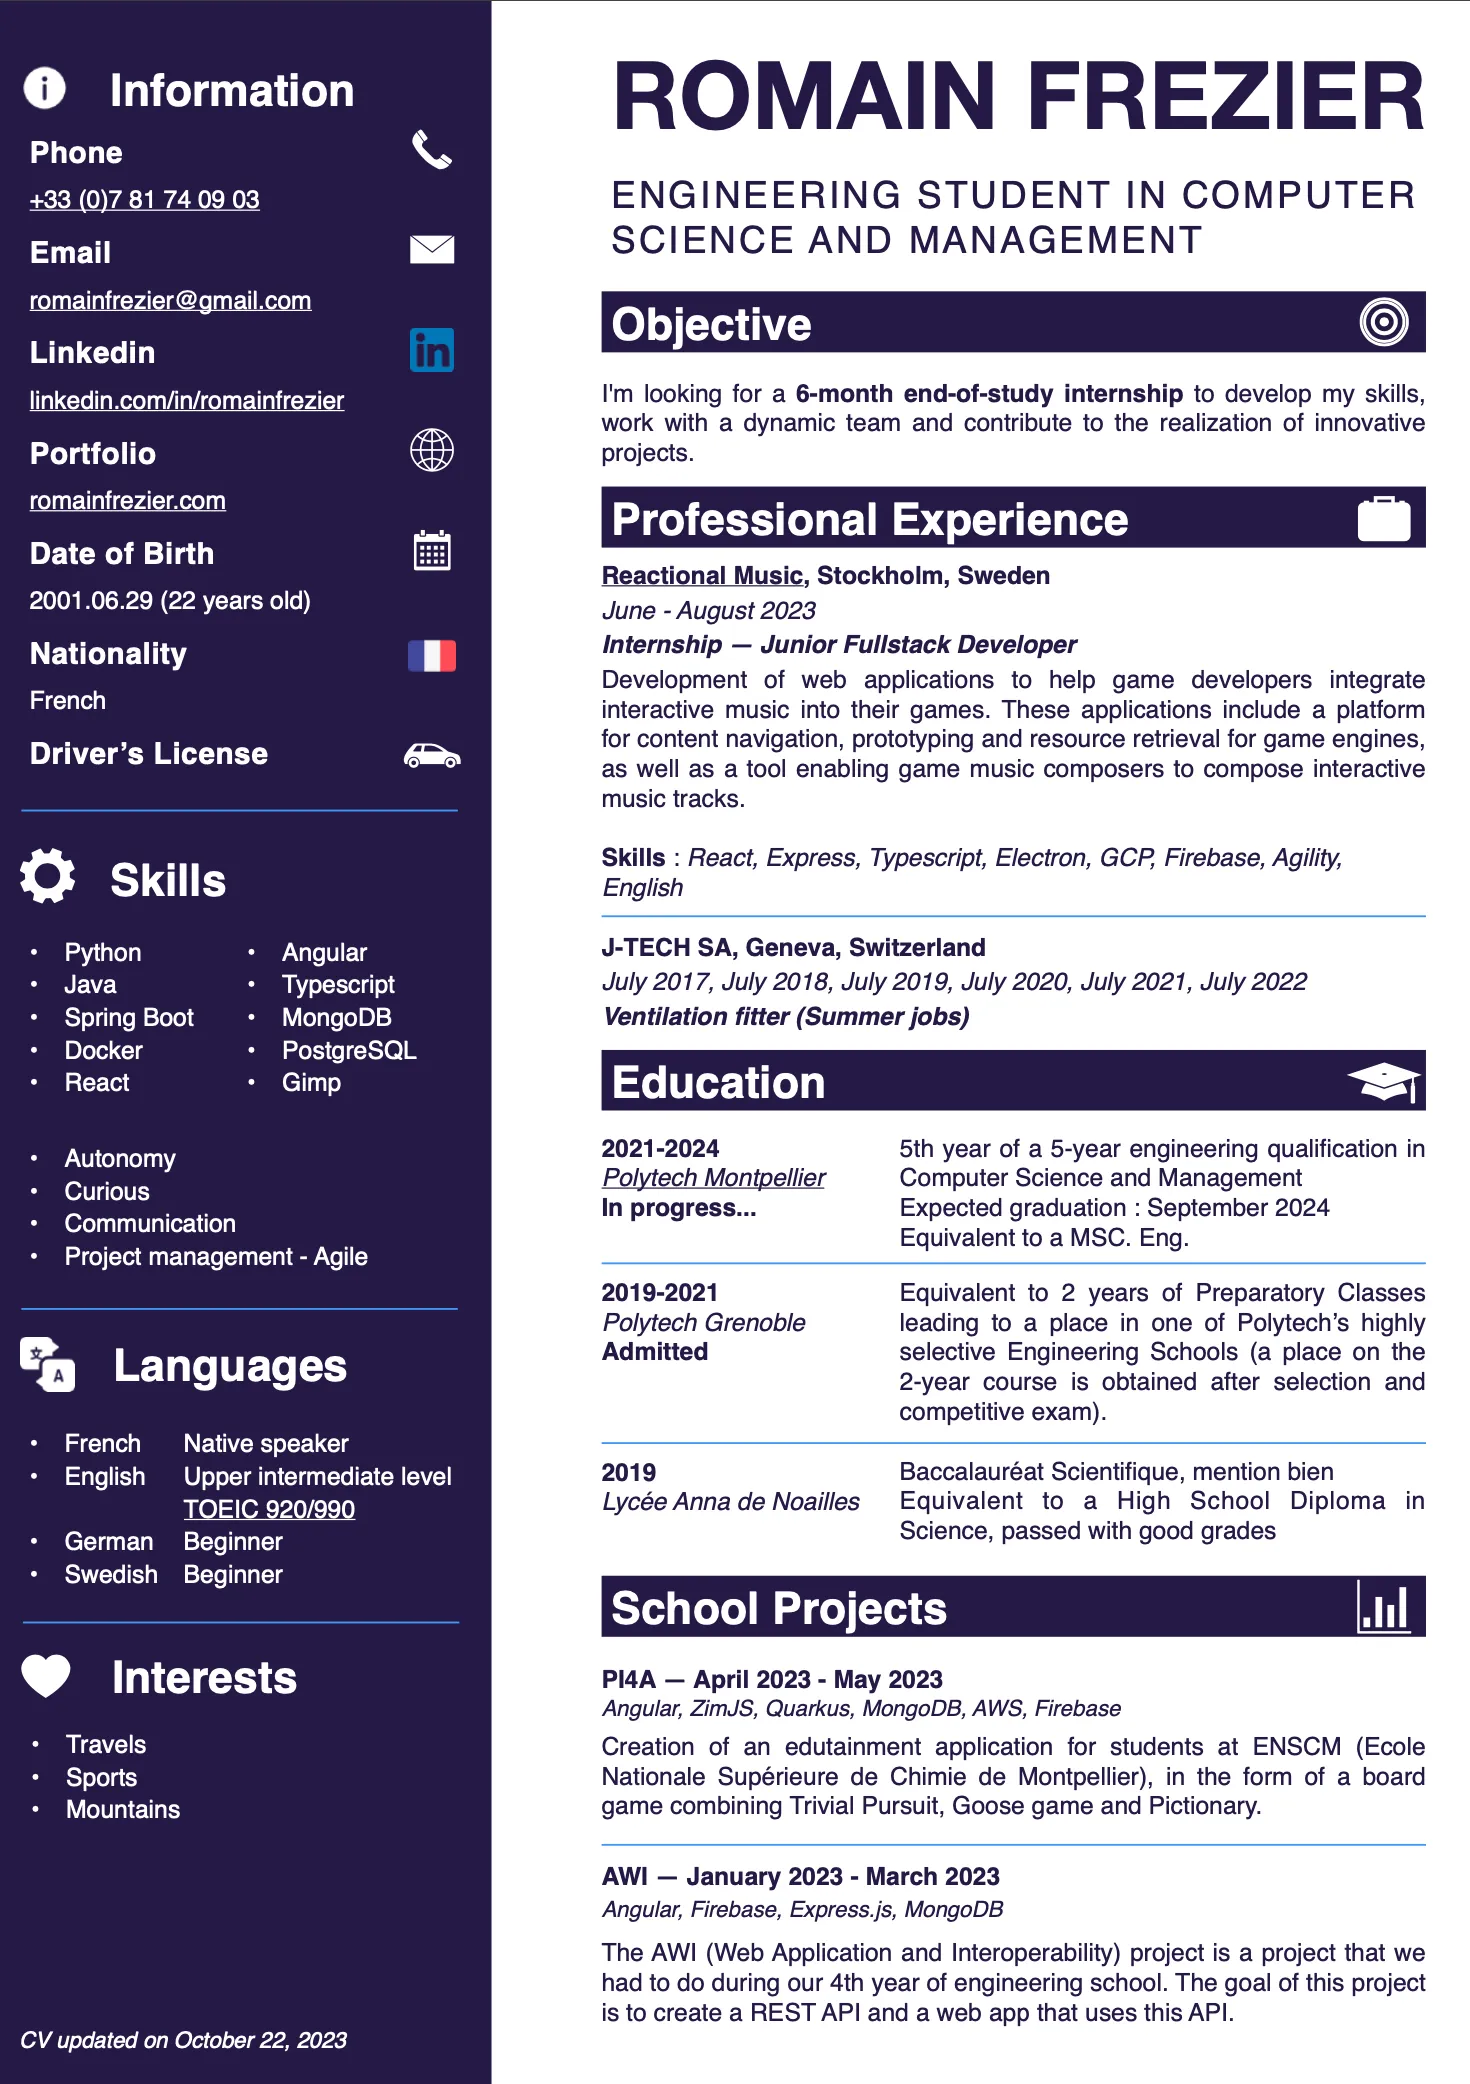 Information
Phone
+33 (0)7 81 74 09 03
Email
romainfrezier@gmail.com
Linkedin
in
linkedin.com/in/romainfrezier
Portfolio
romainfrezier.com
Date of Birth
2001.06.29 (22 years old)
Nationality
French
Driver’s License
Skills
• Python
• Java
• Spring Boot
• Docker
• React
• Angular
• Typescript
• MongoDB
• PostgreSQL
• Gimp
• Autonomy
• Curious
• Communication
• Project management - Agile
Languages
• French Native speaker
• English Upper intermediate level
TOEIC 920/990
• German Beginner
• Swedish Beginner
Interests
• Travels
• Sports
• Mountains
CV updated on October 22, 2023
ROMAIN FREZIER
ENGINEERING STUDENT IN COMPUTER
SCIENCE AND MANAGEMENT
Objective
I'm looking for a 6-month end-of-study internship to develop my skills,
work with a dynamic team and contribute to the realization of innovative
projects.
Professional Experience
Reactional Music, Stockholm, Sweden
June - August 2023
Internship — Junior Fullstack Developer
Development of web applications to help game developers integrate
interactive music into their games. These applications include a platform
for content navigation, prototyping and resource retrieval for game engines,
as well as a tool enabling game music composers to compose interactive
music tracks.
Skills : React, Express, Typescript, Electron, GCP, Firebase, Agility,
English
J-TECH SA, Geneva, Switzerland
July 2017, July 2018, July 2019, July 2020, July 2021, July 2022
Ventilation fitter (Summer jobs)
Education
2021-2024
Polytech Montpellier
In progress...
5th year of a 5-year engineering qualification in
Computer Science and Management
Expected graduation : September 2024
Equivalent to a MSC. Eng.
2019-2021
Polytech Grenoble
Admitted
Equivalent to 2 years of Preparatory Classes
leading to a place in one of Polytech’s highly
selective Engineering Schools (a place on the
2-year course is obtained after selection and
competitive exam).
2019
Lycée Anna de Noailles
Baccalauréat Scientifique, mention bien
Equivalent to a High School Diploma in
Science, passed with good grades
School Projects
PI4A — April 2023 - May 2023
Angular, ZimJS, Quarkus, MongoDB, AWS, Firebase
Creation of an edutainment application for students at ENSCM (Ecole
Nationale Supérieure de Chimie de Montpellier), in the form of a board
game combining Trivial Pursuit, Goose game and Pictionary.
AWI — January 2023 - March 2023
Angular, Firebase, Express.js, MongoDB
The AWI (Web Application and Interoperability) project is a project that we
had to do during our 4th year of engineering school. The goal of this project
is to create a REST API and a web app that uses this API.